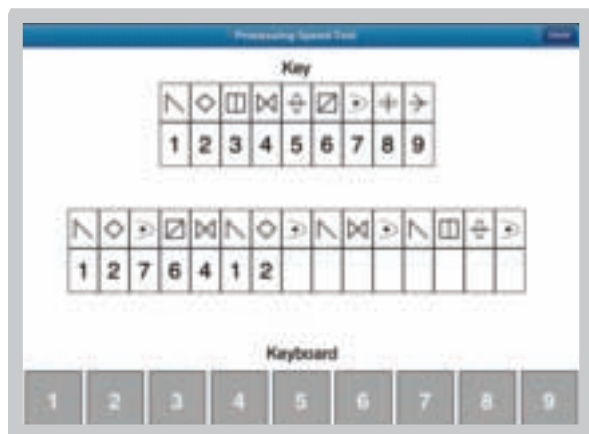 Processing Speed Test
Key
1 2 3 4 5 6 7 8 9
1 2 7 6 4 1 2
Keyboard
1 2 3 4 5 6 7 8 9